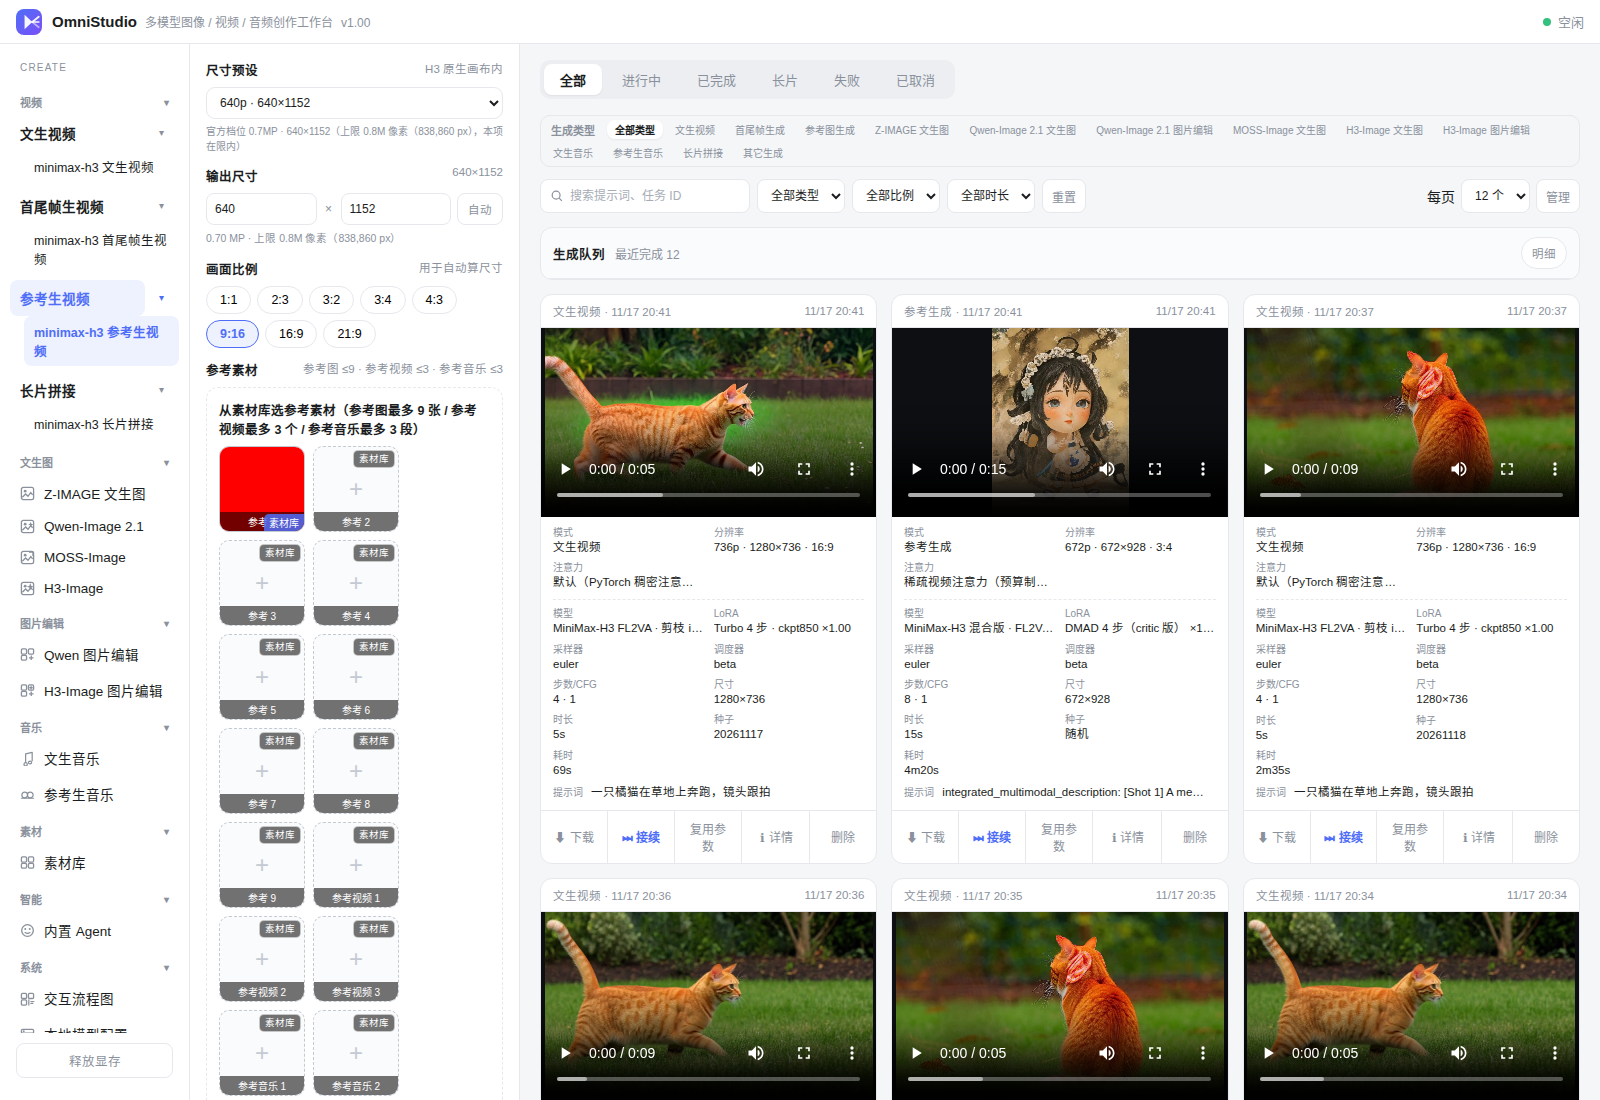 OmniStudio 多模型图像 / 视频 / 音频创作工作台 v1.00
空闲
CREATE
视频
文生视频
minimax-h3 文生视频
首尾帧生视频
minimax-h3 首尾帧生视
频
参考生视频
minimax-h3 参考生视
频
长片拼接
minimax-h3 长片拼接
文生图
Z-IMAGE 文生图
Qwen-Image 2.1
MOSS-Image
H3-Image
图片编辑
Qwen 图片编辑
H3-Image 图片编辑
音乐
文生音乐
参考生音乐
素材
素材库
智能
内置 Agent
系统
交互流程图
释放显存
尺寸预设 H3 原生画布内
640p · 640×1152
官方档位 0.7MP · 640×1152（上限 0.8M 像素（838,860 px），本项
在限内）
输出尺寸 640×1152
640 × 1152 自动
0.70 MP · 上限 0.8M 像素（838,860 px）
画面比例 用于自动算尺寸
1:1 2:3 3:2 3:4 4:3
9:16 16:9 21:9
参考素材 参考图 ≤9 · 参考视频 ≤3 · 参考音乐 ≤3
从素材库选参考素材（参考图最多 9 张 / 参考
视频最多 3 个 / 参考音乐最多 3 段）
素材库
素材库
参考 2
素材库 素材库
参考 3 参考 4
素材库 素材库
参考 5 参考 6
素材库 素材库
参考 7 参考 8
素材库 素材库
参考 9 参考视频 1
素材库 素材库
参考视频 2 参考视频 3
素材库 素材库
参考音乐 1 参考音乐 2
全部 进行中 已完成 长片 失败 已取消
生成类型 全部类型 文生视频 首尾帧生成 参考图生成 Z-IMAGE 文生图 Qwen-Image 2.1 文生图 Qwen-Image 2.1 图片编辑 MOSS-Image 文生图 H3-Image 文生图 H3-Image 图片编辑
文生音乐 参考生音乐 长片拼接 其它生成
搜索提示词、任务 ID 全部类型 全部比例 全部时长 重置 每页 12 个 管理
生成队列 最近完成 12 明细
文生视频 · 11/17 20:41 11/17 20:41
0:00 / 0:05
模式 分辨率
文生视频 736p · 1280×736 · 16:9
注意力
默认（PyTorch 稠密注意…
模型 LoRA
MiniMax-H3 FL2VA · 剪枝 i… Turbo 4 步 · ckpt850 ×1.00
采样器 调度器
euler beta
步数/CFG 尺寸
4 · 1 1280×736
时长 种子
5s 20261117
耗时
69s
提示词 一只橘猫在草地上奔跑，镜头跟拍
下载 接续 复用参
数 详情 删除
参考生成 · 11/17 20:41 11/17 20:41
0:00 / 0:15
模式 分辨率
参考生成 672p · 672×928 · 3:4
注意力
稀疏视频注意力（预算制…
模型 LoRA
MiniMax-H3 混合版 · FL2V… DMAD 4 步（critic 版） ×1…
采样器 调度器
euler beta
步数/CFG 尺寸
8 · 1 672×928
时长 种子
15s 随机
耗时
4m20s
提示词 integrated_multimodal_description: [Shot 1] A me…
下载 接续 复用参
数 详情 删除
文生视频 · 11/17 20:37 11/17 20:37
0:00 / 0:09
模式 分辨率
文生视频 736p · 1280×736 · 16:9
注意力
默认（PyTorch 稠密注意…
模型 LoRA
MiniMax-H3 FL2VA · 剪枝 i… Turbo 4 步 · ckpt850 ×1.00
采样器 调度器
euler beta
步数/CFG 尺寸
4 · 1 1280×736
时长 种子
5s 20261118
耗时
2m35s
提示词 一只橘猫在草地上奔跑，镜头跟拍
下载 接续 复用参
数 详情 删除
文生视频 · 11/17 20:36 11/17 20:36
0:00 / 0:09
文生视频 · 11/17 20:35 11/17 20:35
0:00 / 0:05
文生视频 · 11/17 20:34 11/17 20:34
0:00 / 0:05